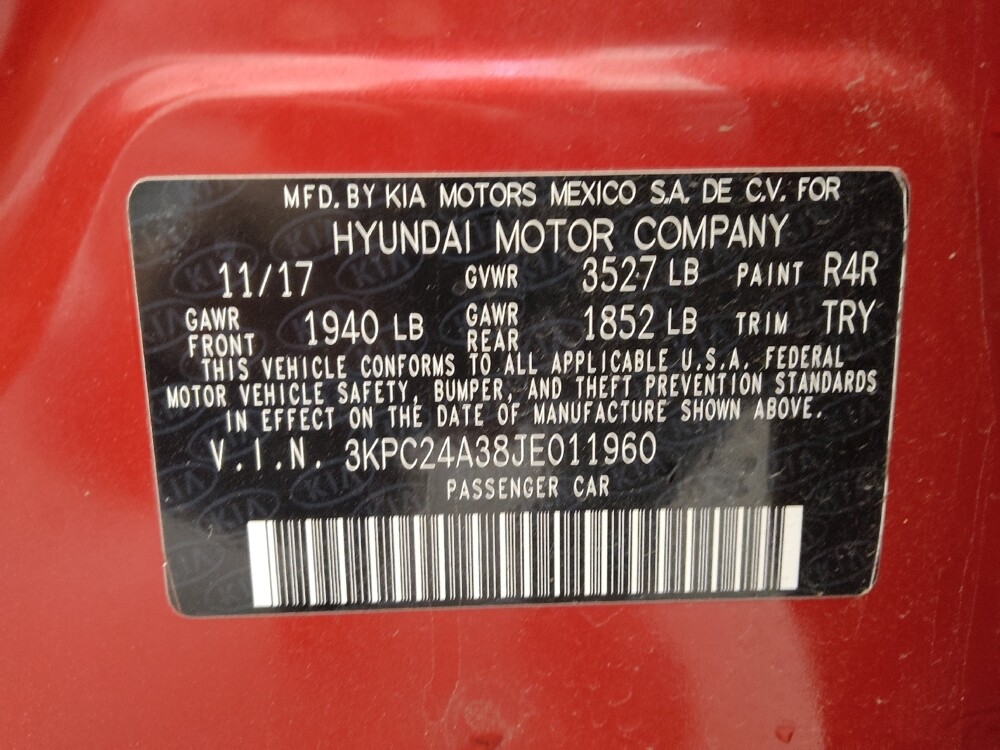 MFD. BY KIA MOTORS MEXICO S.A. DE C.V. FOR
HYUNDAI MOTOR COMPANY
11/17 GVWR 3527 LB PAINT R4R
GAWR FRONT 1940 LB GAWR REAR 1852 LB TRIM TRY
THIS VEHICLE CONFORMS TO ALL APPLICABLE U.S.A. FEDERAL
MOTOR VEHICLE SAFETY, BUMPER, AND THEFT PREVENTION STANDARDS
IN EFFECT ON THE DATE OF MANUFACTURE SHOWN ABOVE.
V.I.N. 3KPC24A38JE011960
PASSENGER CAR